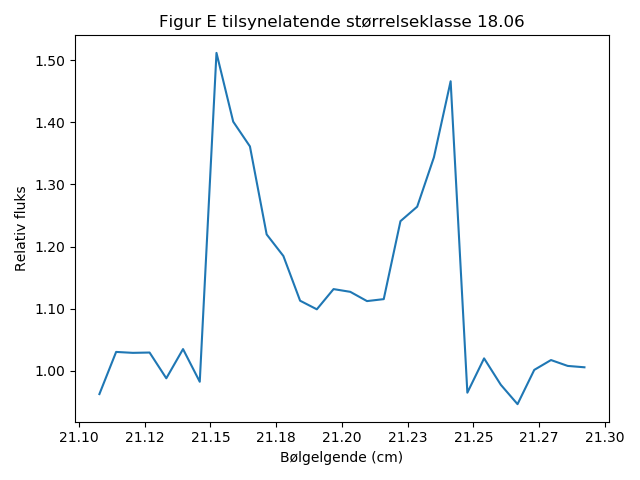 Figur E tilsynelatende størrelseklasse 18.06
1.50
1.40
1.30
1.20
1.10
1.00
Relativ fluks
21.10 21.12 21.15 21.18 21.20 21.23 21.25 21.27 21.30
Bølgelgende (cm)